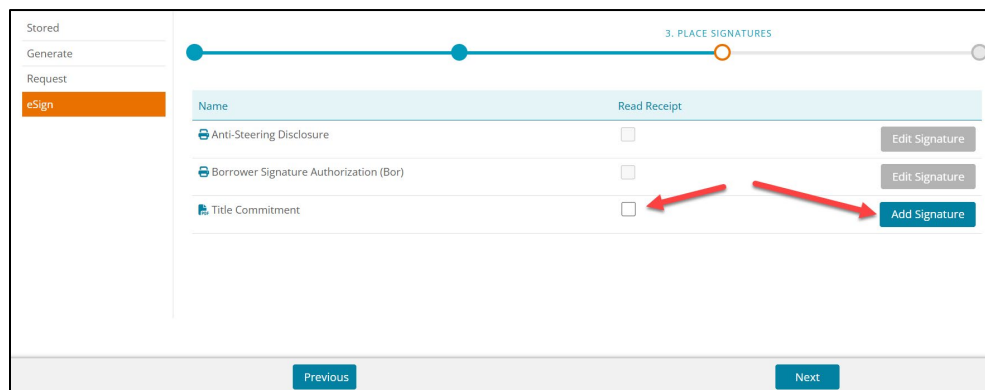 Stored
Generate
Request
eSign
3. PLACE SIGNATURES
Name Read Receipt
Anti-Steering Disclosure Edit Signature
Borrower Signature Authorization (Bor) Edit Signature
Title Commitment Add Signature
Previous Next